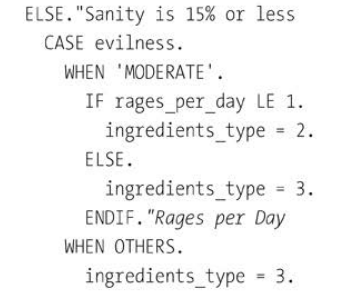 ELSE."Sanity is 15% or less
CASE evilness.
WHEN 'MODERATE'.
IF rages_per_day LE 1.
ingredients_type = 2.
ELSE.
ingredients_type = 3.
ENDIF."Rages per Day
WHEN OTHERS.
ingredients_type = 3.